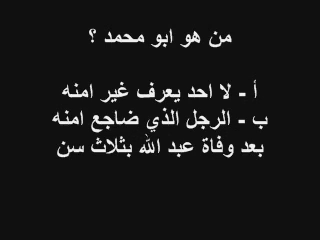 من هو ابو محمد ؟
أ - لا احد يعرف غير امنه
ب - الرجل الذي ضاجع امنه
بعد وفاة عبد الله بثلاث سن